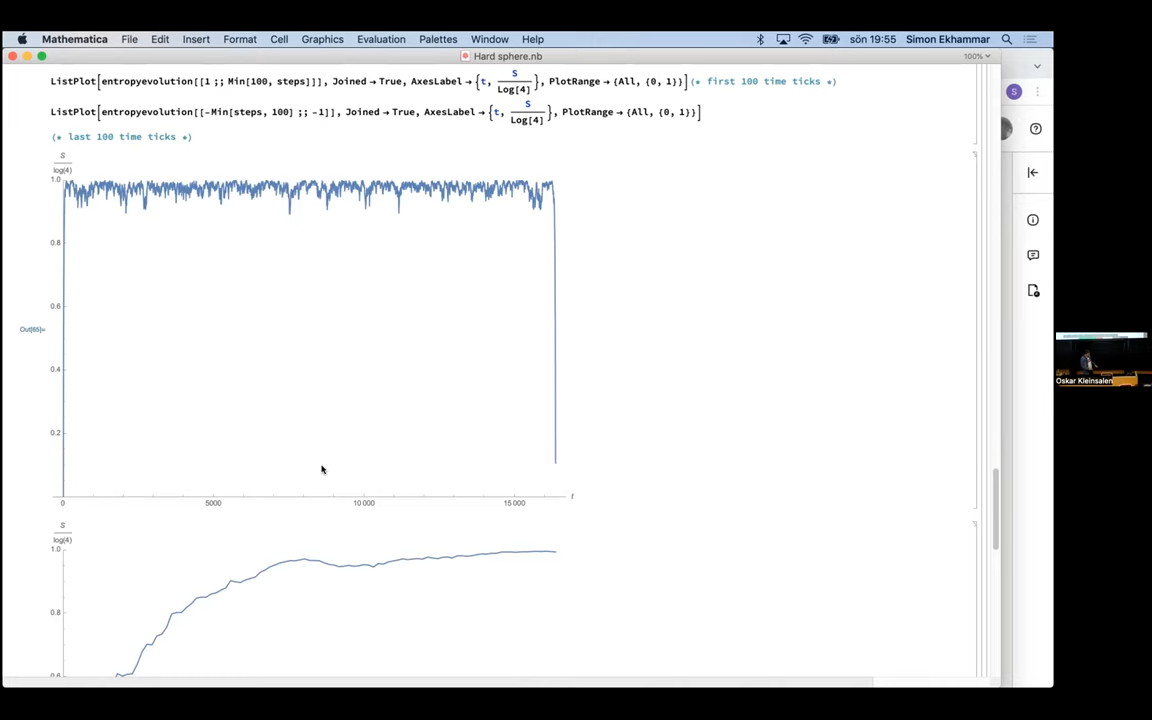 Mathematica File Edit Insert Format Cell Graphics Evaluation Palettes Window Help sön 19:55 Simon Ekhammar
Hard sphere.nb 100%
ListPlot[entropyevolution[[1 ;; Min[100, steps]]], Joined → True, AxesLabel → {t, S/Log[4]}, PlotRange → {All, {0, 1}}] (* first 100 time ticks *)
ListPlot[entropyevolution[[-Min[steps, 100] ;; -1]], Joined → True, AxesLabel → {t, S/Log[4]}, PlotRange → {All, {0, 1}}]
(* last 100 time ticks *)
S
log(4)
1.0
0.8
0.6
Out[65]=
0.4
0.2
0 5000 10 000 15 000 t
S
log(4)
1.0
0.8
0.6
S
Oskar Kleinsalen